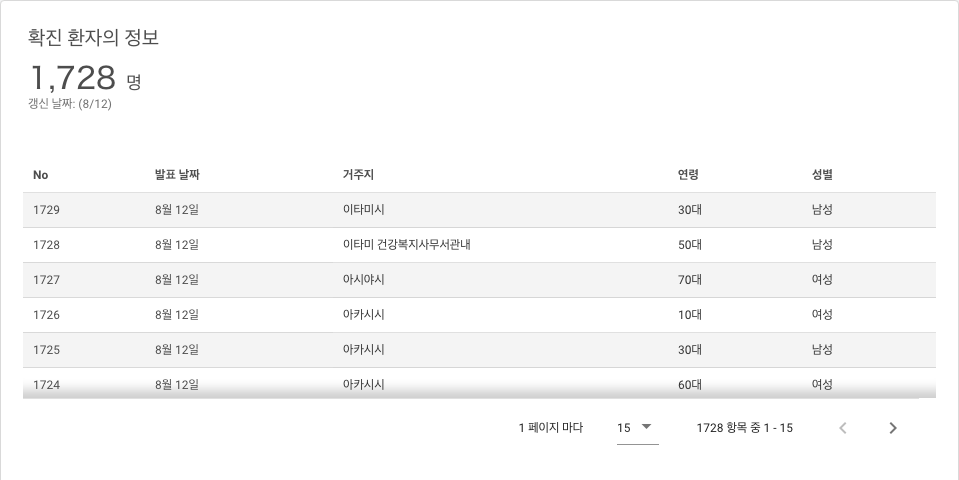 확진 환자의 정보
1,728 명
갱신 날짜: (8/12)
No 발표 날짜 거주지 연령 성별
1729 8월 12일 이타미시 30대 남성
1728 8월 12일 이타미 건강복지사무서관내 50대 남성
1727 8월 12일 아시야시 70대 여성
1726 8월 12일 아카시시 10대 여성
1725 8월 12일 아카시시 30대 남성
1724 8월 12일 아카시시 60대 여성
1 페이지 마다 15 1728 항목 중 1 - 15